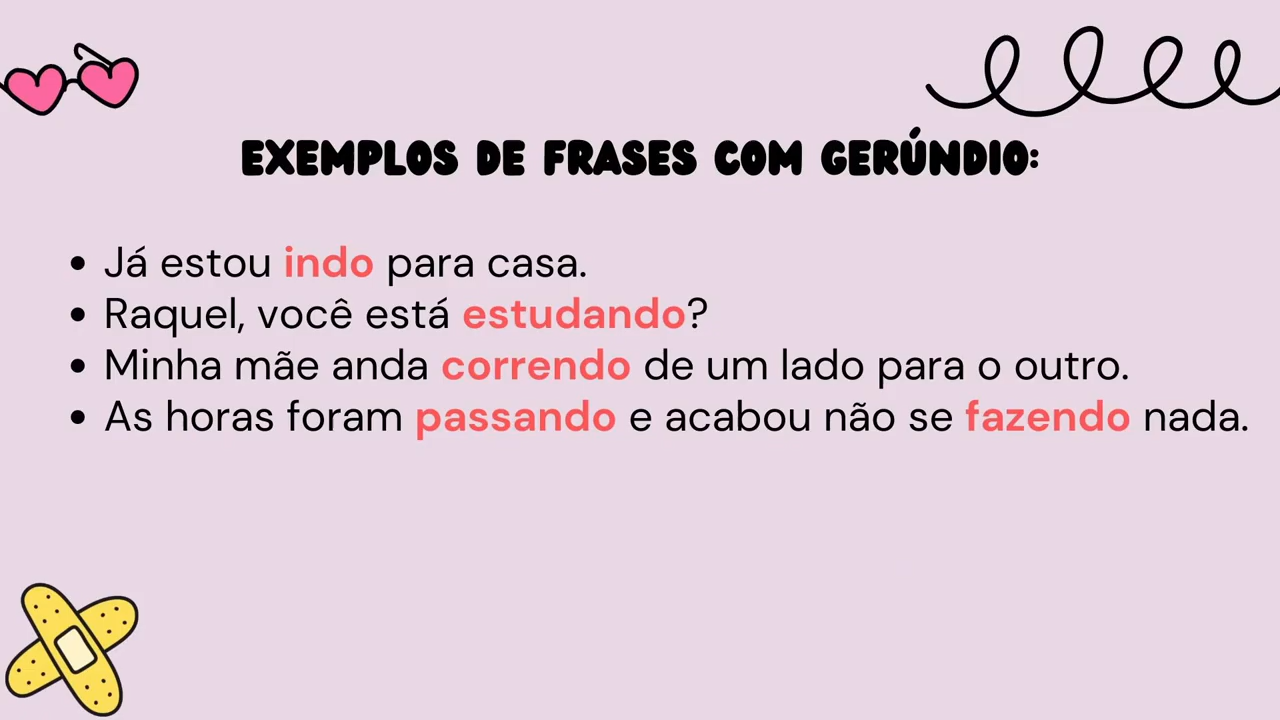 EXEMPLOS DE FRASES COM GERÚNDIO:
• Já estou indo para casa.
• Raquel, você está estudando?
• Minha mãe anda correndo de um lado para o outro.
• As horas foram passando e acabou não se fazendo nada.